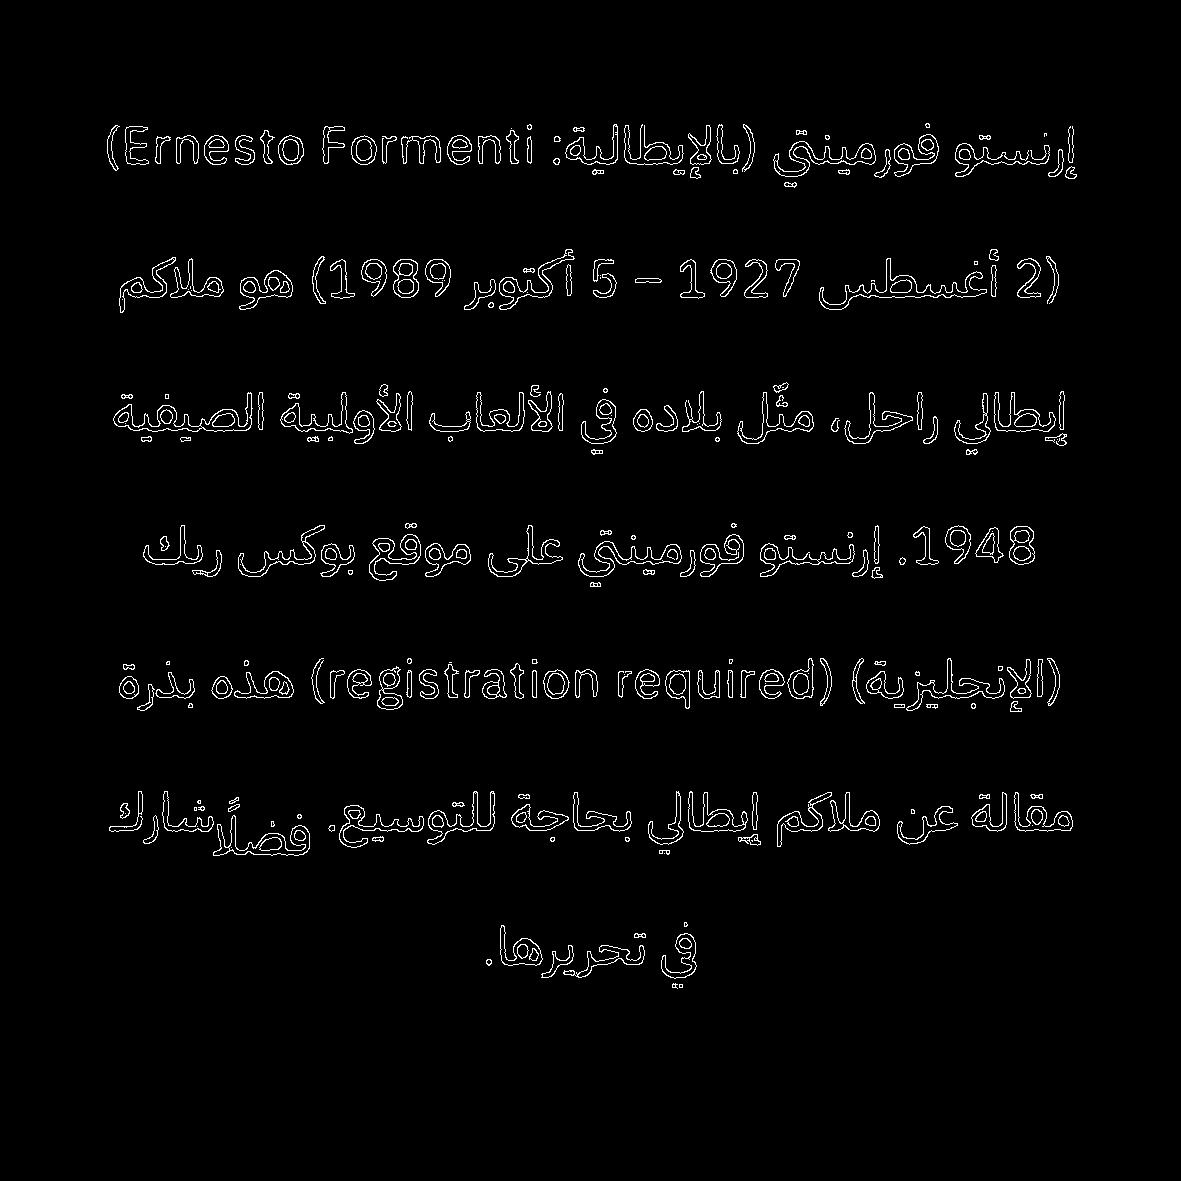 إرنستو فورمينتي (بالإيطالية: Ernesto Formenti)
(2 أغسطس 1927 – 5 أكتوبر 1989) هو ملاكم
إيطالي راحل، مثّل بلاده في الألعاب الأولمبية الصيفية
1948. إرنستو فورمينتي على موقع بوكس ريك
(الإنجليزية) (registration required) هذه بذرة
مقالة عن ملاكم إيطالي بحاجة للتوسيع. فضلًا شارك
في تحريرها.